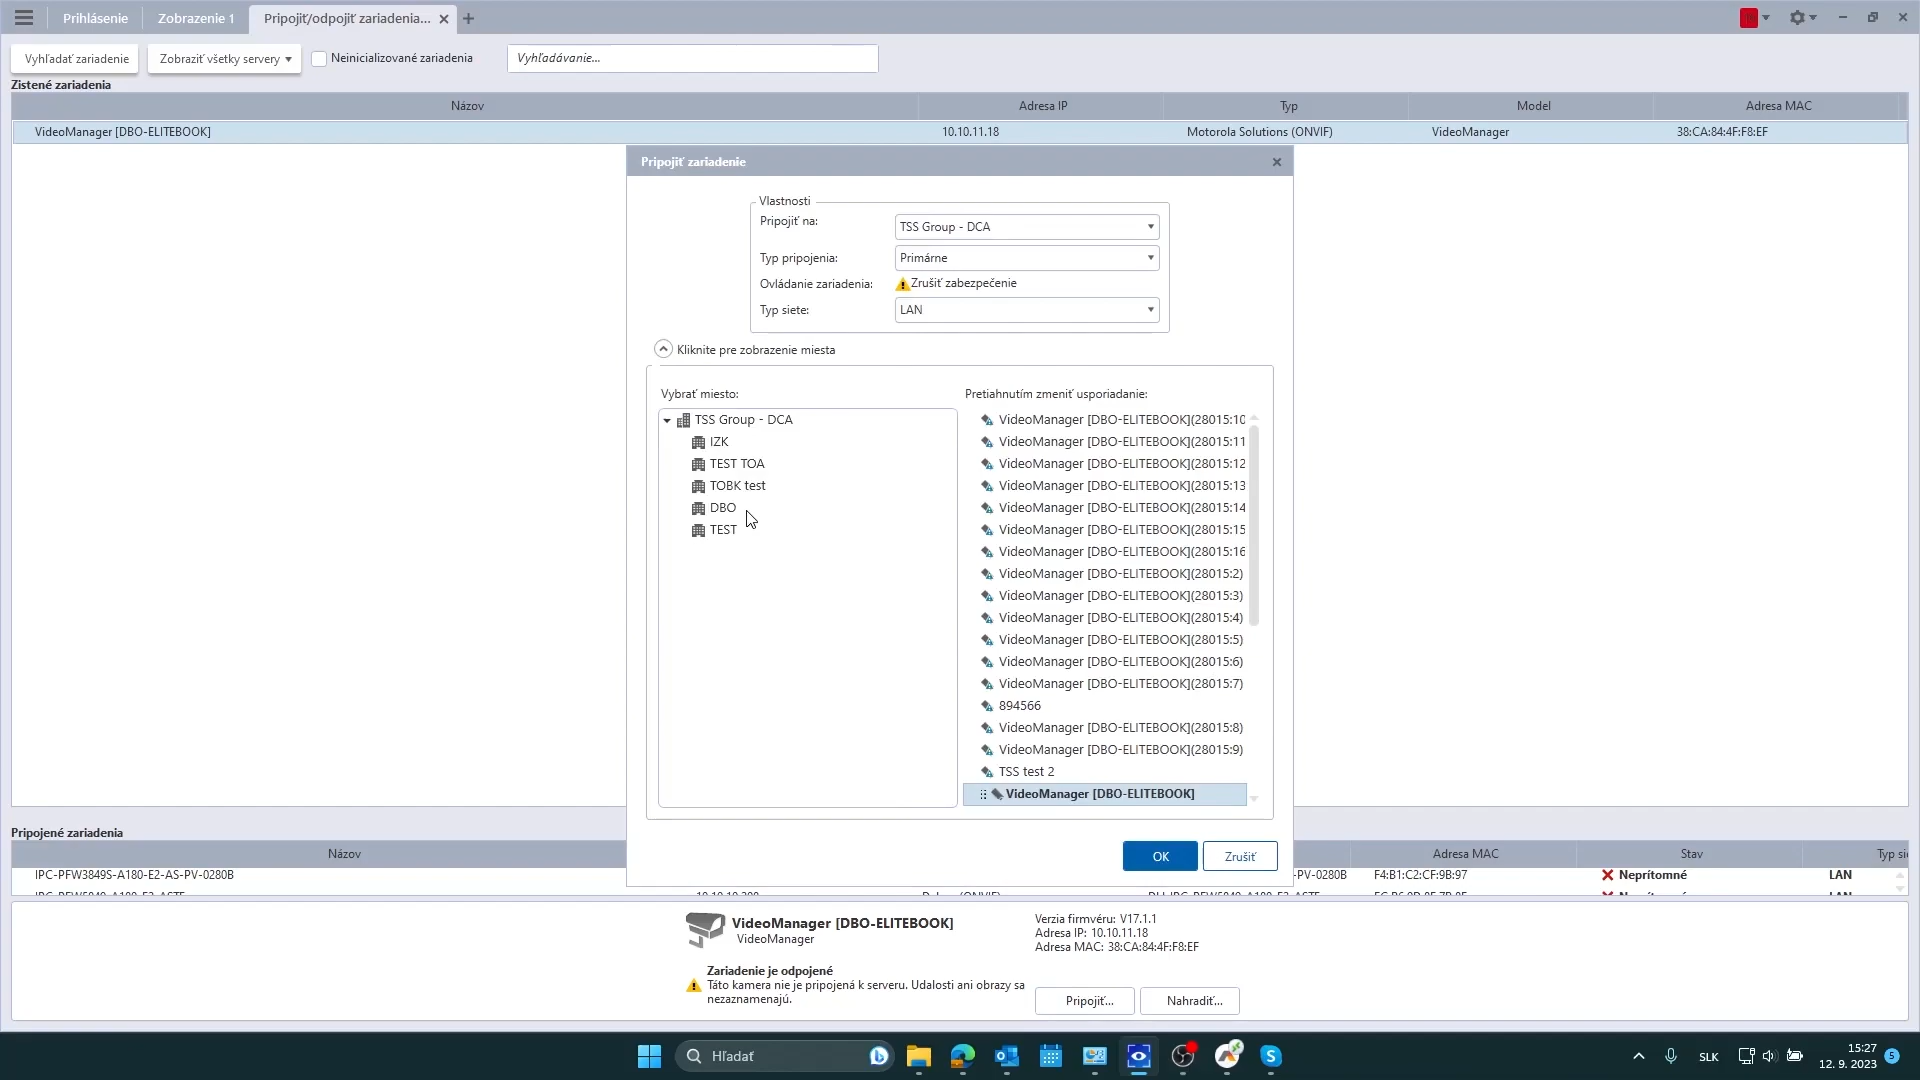 Prihlásenie
Zobrazenie 1
Pripojiť/odpojiť zariadenia...
Vyhľadať zariadenie
Zobraziť všetky servery
Neinicializované zariadenia
Vyhľadávanie...
Zistené zariadenia
Názov
Adresa IP
Typ
Model
Adresa MAC
VideoManager [DBO-ELITEBOOK]
10.10.11.18
Motorola Solutions (ONVIF)
VideoManager
38:CA:84:4F:F8:EF
Pripojiť zariadenie
Vlastnosti
Pripojiť na:
TSS Group - DCA
Typ pripojenia:
Primárne
Ovládanie zariadenia:
Zrušiť zabezpečenie
Typ siete:
LAN
Kliknite pre zobrazenie miesta
Vybrať miesto:
TSS Group - DCA
IZK
TEST TOA
TOBK test
DBO
TEST
Pretiahnutím zmeniť usporiadanie:
VideoManager [DBO-ELITEBOOK](28015:10
VideoManager [DBO-ELITEBOOK](28015:11
VideoManager [DBO-ELITEBOOK](28015:12
VideoManager [DBO-ELITEBOOK](28015:13
VideoManager [DBO-ELITEBOOK](28015:14
VideoManager [DBO-ELITEBOOK](28015:15
VideoManager [DBO-ELITEBOOK](28015:16
VideoManager [DBO-ELITEBOOK](28015:2)
VideoManager [DBO-ELITEBOOK](28015:3)
VideoManager [DBO-ELITEBOOK](28015:4)
VideoManager [DBO-ELITEBOOK](28015:5)
VideoManager [DBO-ELITEBOOK](28015:6)
VideoManager [DBO-ELITEBOOK](28015:7)
894566
VideoManager [DBO-ELITEBOOK](28015:8)
VideoManager [DBO-ELITEBOOK](28015:9)
TSS test 2
VideoManager [DBO-ELITEBOOK]
OK
Zrušiť
Pripojené zariadenia
Názov
Adresa MAC
Stav
Typ si
IPC-PFW3849S-A180-E2-AS-PV-0280B
-PV-0280B
F4:B1:C2:CF:9B:97
Neprítomné
LAN
VideoManager [DBO-ELITEBOOK]
VideoManager
Zariadenie je odpojené
Táto kamera nie je pripojená k serveru. Udalosti ani obrazy sa
nezaznamenajú.
Verzia firmvéru: V17.1.1
Adresa IP: 10.10.11.18
Adresa MAC: 38:CA:84:4F:F8:EF
Pripojiť...
Nahradiť...
Hľadať
SLK
15:27
12. 9. 2023
5